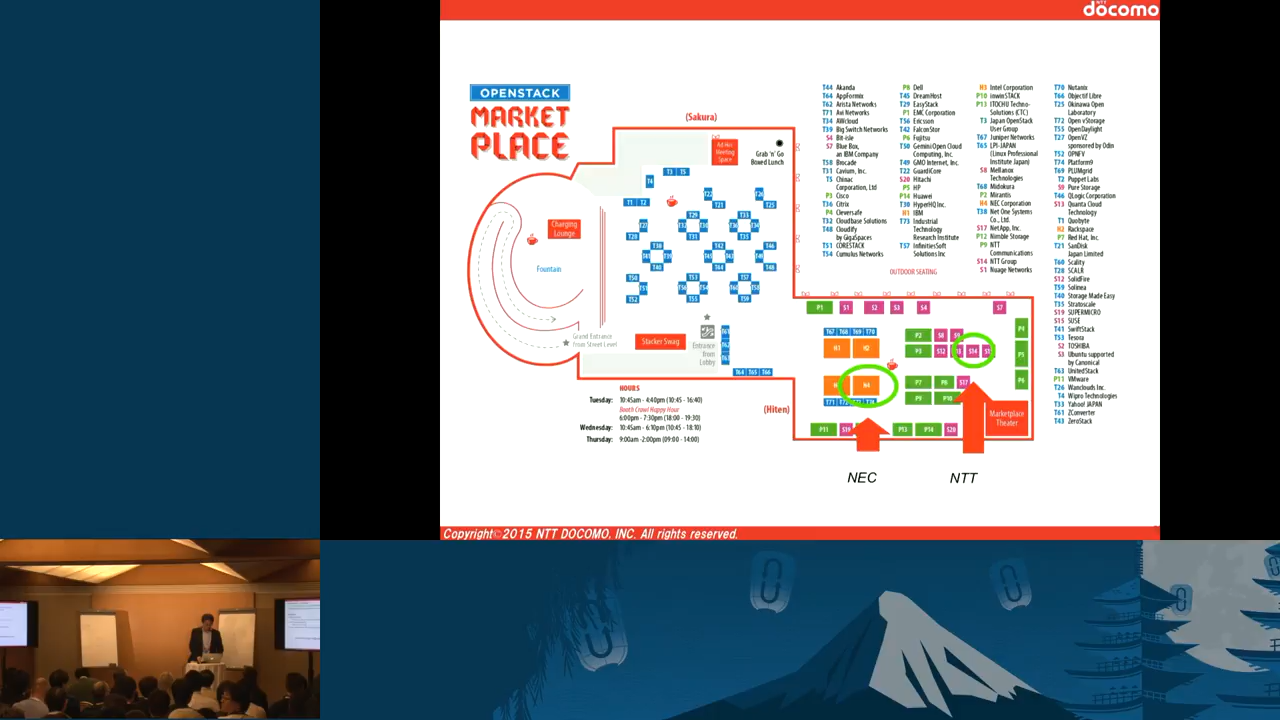 NTT
docomo
OPENSTACK
MARKET
PLACE
(Sakura)
Ad Hoc
Meeting
Space
Grab 'n' Go
Boxed Lunch
Charging
Lounge
Fountain
Grand Entrance
from Street Level
Stacker Swag
Entrance
from
Lobby
OUTDOOR SEATING
(Hiten)
Marketplace
Theater
HOURS
Tuesday: 10:45am - 4:40pm (10:45 - 16:40)
Booth Crawl Happy Hour
6:00pm - 7:30pm (18:00 - 19:30)
Wednesday: 10:45am - 6:10pm (10:45 - 18:10)
Thursday: 9:00am -2:00pm (09:00 - 14:00)
T44 Akanda
T64 AppFormix
T62 Arista Networks
T71 Avi Networks
T34 AWcloud
T39 Big Switch Networks
S4 Bit-isle
S7 Blue Box,
an IBM Company
T58 Brocade
T31 Cavium, Inc.
T5 Chinac
Corporation, Ltd
P3 Cisco
T36 Citrix
P4 Cleversafe
T32 Cloudbase Solutions
T48 Cloudify
by GigaSpaces
T51 CORESTACK
T54 Cumulus Networks
P8 Dell
T45 DreamHost
T29 EasyStack
P1 EMC Corporation
T56 Ericsson
T42 FalconStor
P6 Fujitsu
T50 Gemini Open Cloud
Computing, Inc.
T49 GMO Internet, Inc.
T22 GuardiCore
S20 Hitachi
P5 HP
P14 Huawei
T30 HyperHQ Inc.
H1 IBM
T73 Industrial
Technology
Research Institute
T57 InfinitiesSoft
Solutions Inc
H3 Intel Corporation
P10 inwinSTACK
P13 ITOCHU Techno-
Solutions (CTC)
T3 Japan OpenStack
User Group
T67 Juniper Networks
T65 LPI-JAPAN
(Linux Professional
Institute Japan)
S8 Mellanox
Technologies
T68 Midokura
P2 Mirantis
H4 NEC Corporation
T38 Net One Systems
Co., Ltd.
S17 NetApp, Inc.
P12 Nimble Storage
P9 NTT
Communications
S14 NTT Group
S1 Nuage Networks
T70 Nutanix
T66 Objectif Libre
T25 Okinawa Open
Laboratory
T72 Open vStorage
T55 OpenDaylight
T27 OpenVZ
sponsored by Odin
T52 OPNFV
T74 Platform9
T69 PLUMgrid
T2 Puppet Labs
S9 Pure Storage
T46 QLogic Corporation
S13 Quanta Cloud
Technology
T1 Quobyte
H2 Rackspace
P7 Red Hat, Inc.
T21 SanDisk
Japan Limited
T60 Scality
T28 SCALR
S12 SolidFire
T59 Solinea
T40 Storage Made Easy
T35 Stratoscale
S19 SUPERMICRO
S15 SUSE
T41 SwiftStack
T53 Tesora
S2 TOSHIBA
S3 Ubuntu supported
by Canonical
T63 UnitedStack
P11 VMware
T26 Wanclouds Inc.
T4 Wipro Technologies
T33 Yahoo! JAPAN
T61 ZConverter
T43 ZeroStack
NEC
NTT
Copyright©2015 NTT DOCOMO, INC. All rights reserved.